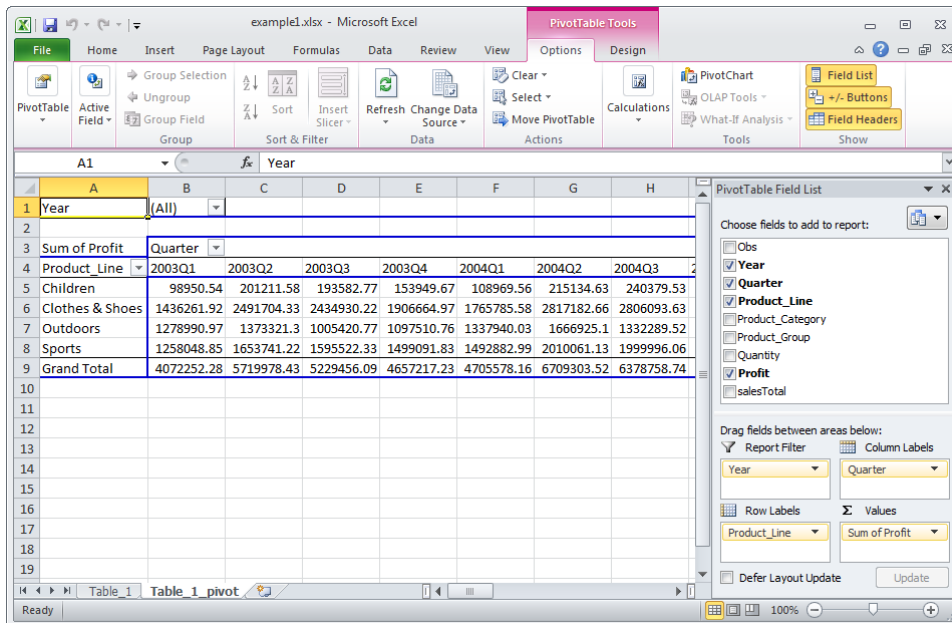 example1.xlsx - Microsoft Excel
PivotTable Tools
File Home Insert Page Layout Formulas Data Review View Options Design
PivotTable
Active Field
Group Selection
Ungroup
Group Field
Group
Sort
Insert Slicer
Sort & Filter
Refresh
Change Data Source
Data
Clear
Select
Move PivotTable
Actions
Calculations
PivotChart
OLAP Tools
What-If Analysis
Tools
Field List
+/- Buttons
Field Headers
Show
A1 fx Year
A B C D E F G H
1 Year (All)
2
3 Sum of Profit Quarter
4 Product_Line 2003Q1 2003Q2 2003Q3 2003Q4 2004Q1 2004Q2 2004Q3 2
5 Children 98950.54 201211.58 193582.77 153949.67 108969.56 215134.63 240379.53
6 Clothes & Shoes 1436261.92 2491704.33 2434930.22 1906664.97 1765785.58 2817182.66 2806093.63
7 Outdoors 1278990.97 1373321.3 1005420.77 1097510.76 1337940.03 1666925.1 1332289.52
8 Sports 1258048.85 1653741.22 1595522.33 1499091.83 1492882.99 2010061.13 1999996.06
9 Grand Total 4072252.28 5719978.43 5229456.09 4657217.23 4705578.16 6709303.52 6378758.74
10
11
12
13
14
15
16
17
18
19
PivotTable Field List
Choose fields to add to report:
Obs
Year
Quarter
Product_Line
Product_Category
Product_Group
Quantity
Profit
salesTotal
Drag fields between areas below:
Report Filter Column Labels
Year Quarter
Row Labels Σ Values
Product_Line Sum of Profit
Defer Layout Update Update
Table_1 Table_1_pivot
Ready 100%